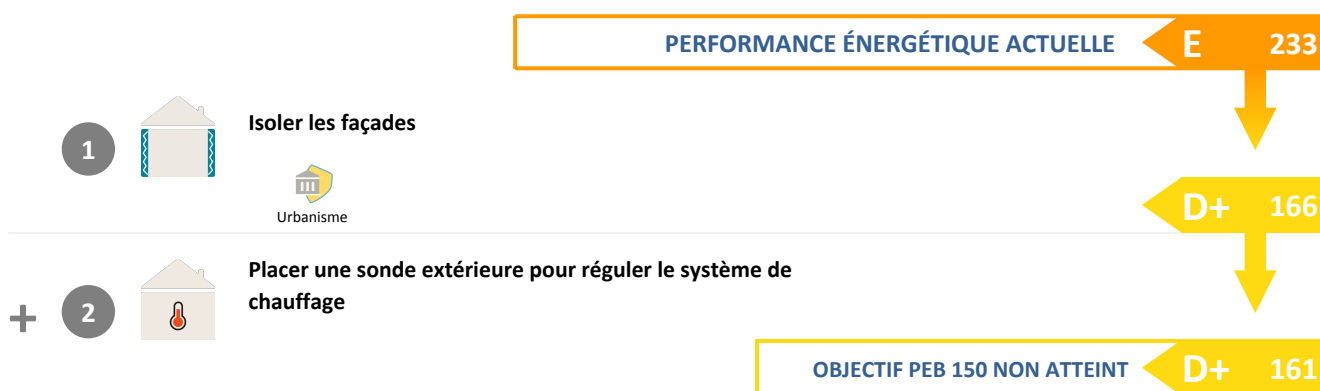 PERFORMANCE ÉNERGÉTIQUE ACTUELLE E 233
1 Isoler les façades
Urbanisme
D+ 166
+ 2 Placer une sonde extérieure pour réguler le système de
chauffage
OBJECTIF PEB 150 NON ATTEINT D+ 161